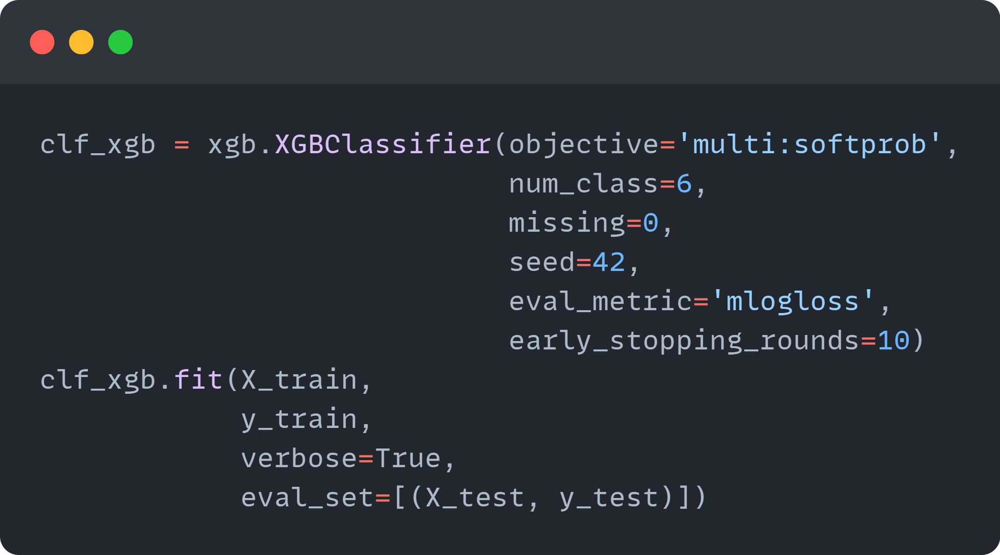 clf_xgb = xgb.XGBClassifier(objective='multi:softprob',
                            num_class=6,
                            missing=0,
                            seed=42,
                            eval_metric='mlogloss',
                            early_stopping_rounds=10)
clf_xgb.fit(X_train,
            y_train,
            verbose=True,
            eval_set=[(X_test, y_test)])